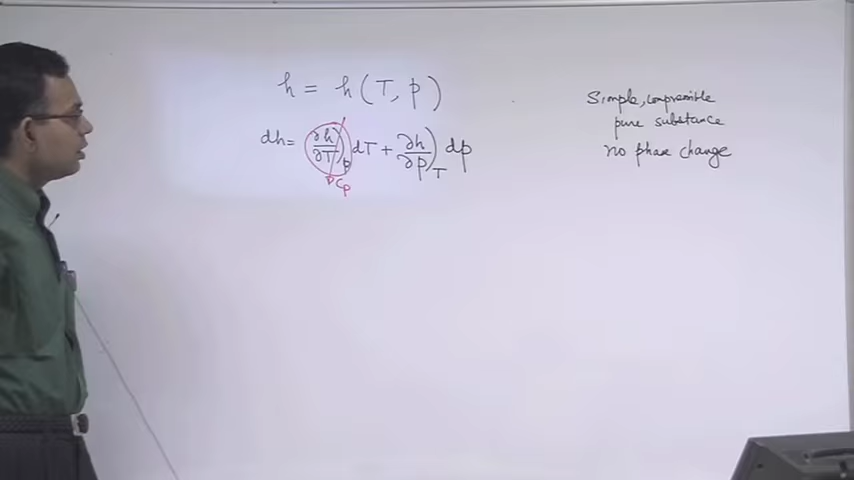 h = h (T, p)
dh = (∂h/∂T)p dT + (∂h/∂p)T dp
Cp
Simple, compressible
pure substance
no phase change